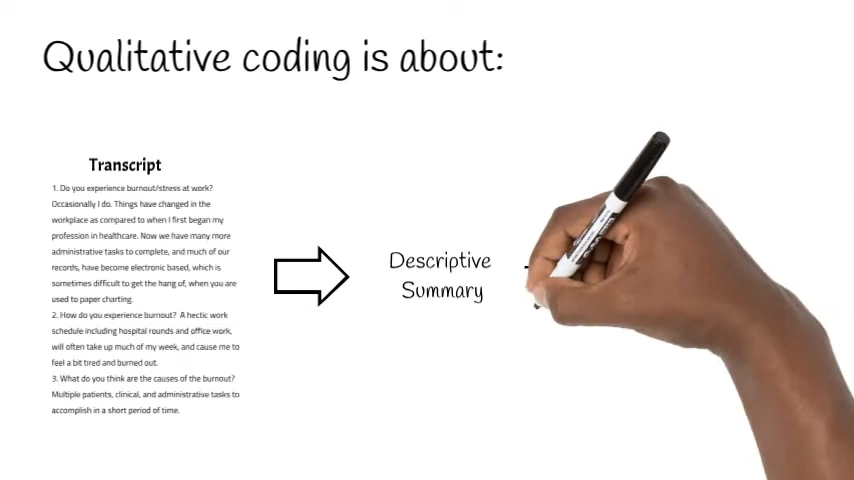 Qualitative coding is about:
Transcript
1. Do you experience burnout/stress at work?
Occasionally I do. Things have changed in the
workplace as compared to when I first began my
profession in healthcare. Now we have many more
administrative tasks to complete, and much of our
records, have become electronic based, which is
sometimes difficult to get the hang of, when you are
used to paper charting.
2. How do you experience burnout? A hectic work
schedule including hospital rounds and office work,
will often take up much of my week, and cause me to
feel a bit tired and burned out.
3. What do you think are the causes of the burnout?
Multiple patients, clinical, and administrative tasks to
accomplish in a short period of time.
Descriptive
Summary